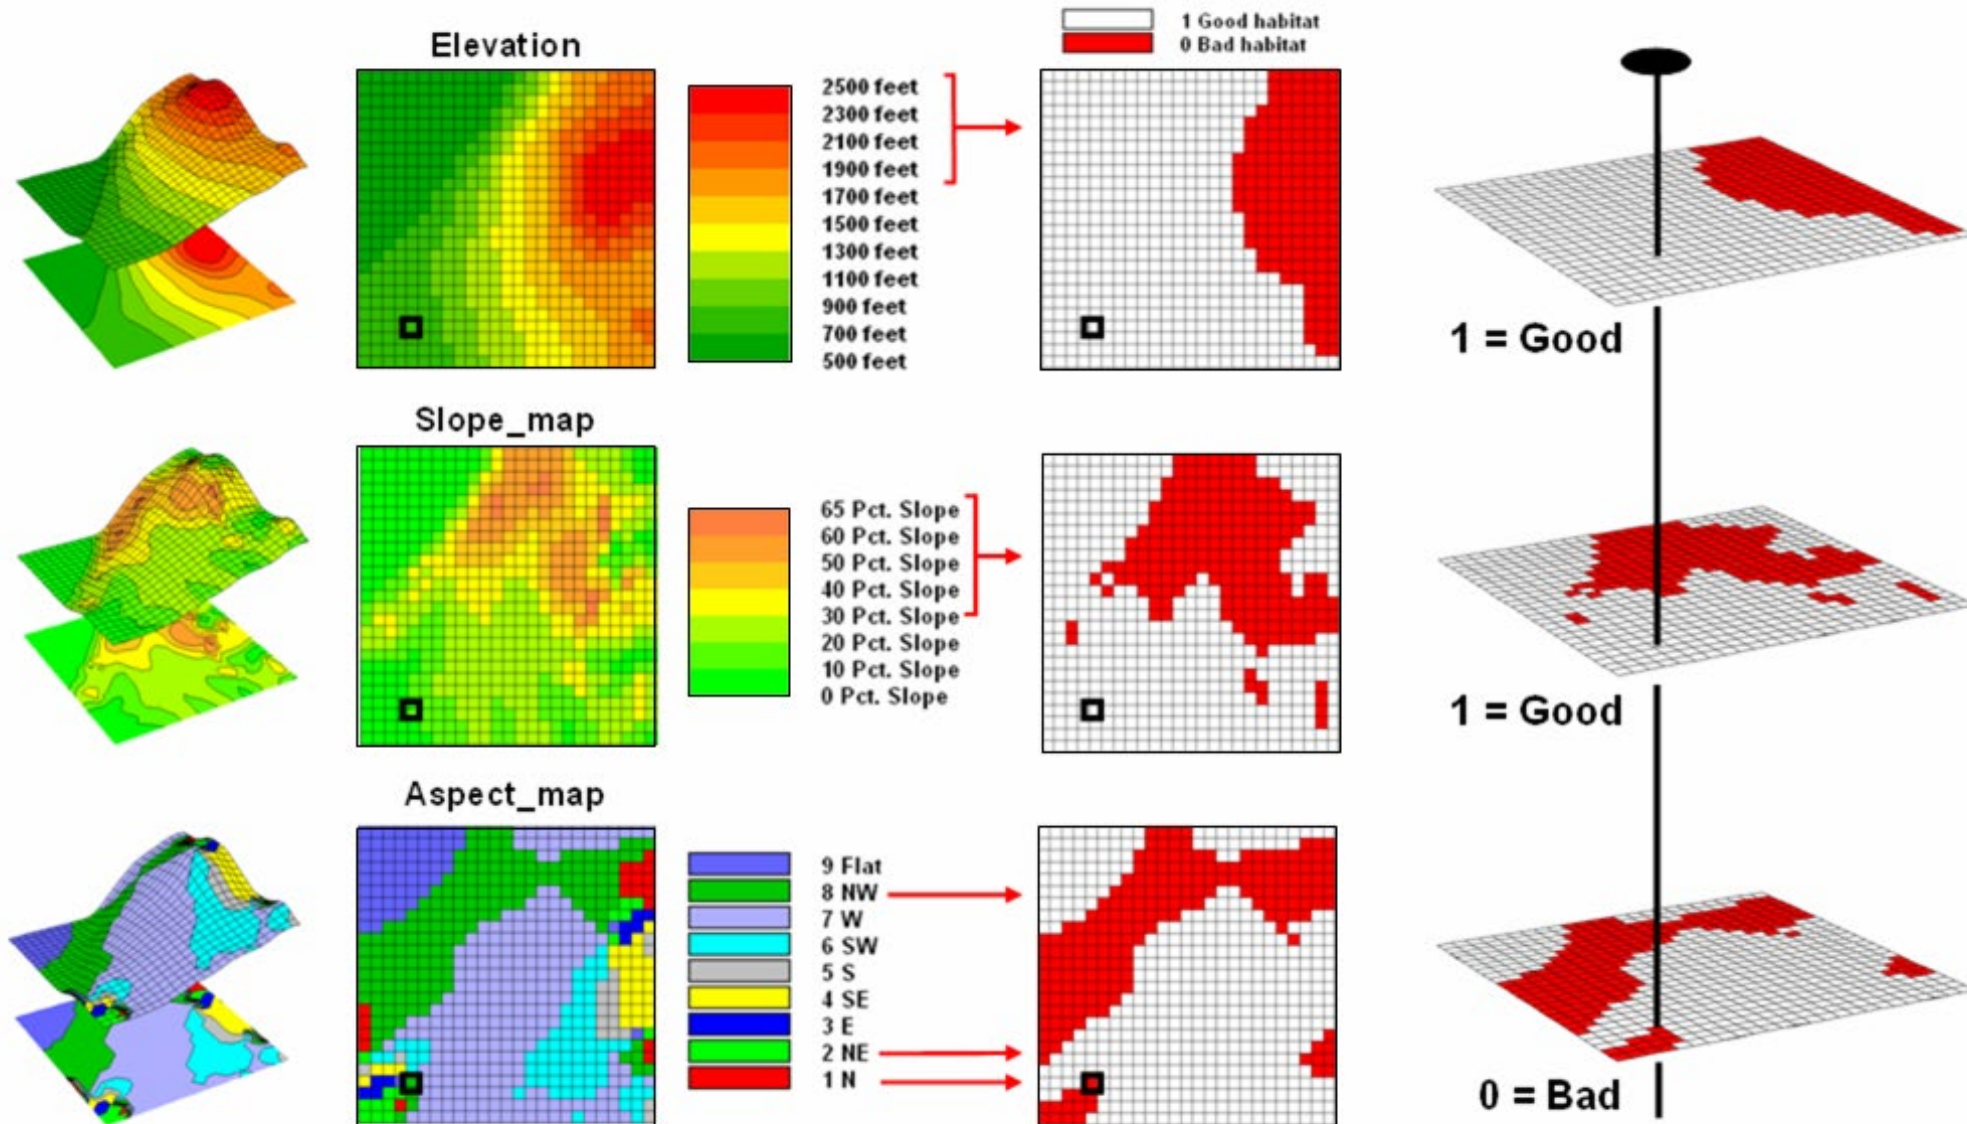 1 Good habitat
0 Bad habitat
Elevation
2500 feet
2300 feet
2100 feet
1900 feet
1700 feet
1500 feet
1300 feet
1100 feet
900 feet
700 feet
500 feet
1 = Good
Slope_map
65 Pct. Slope
60 Pct. Slope
50 Pct. Slope
40 Pct. Slope
30 Pct. Slope
20 Pct. Slope
10 Pct. Slope
0 Pct. Slope
1 = Good
Aspect_map
9 Flat
8 NW
7 W
6 SW
5 S
4 SE
3 E
2 NE
1 N
0 = Bad